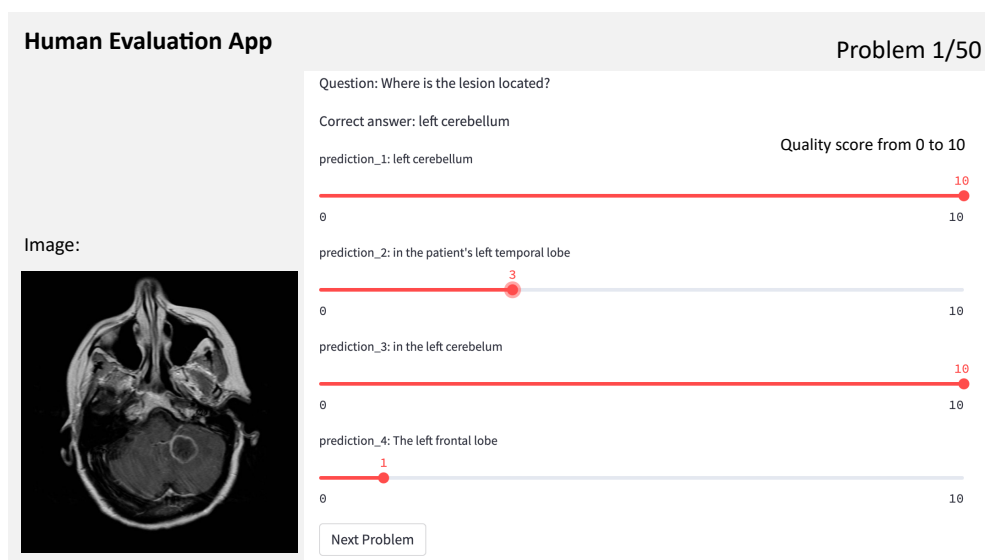 Human Evaluation App
Problem 1/50
Question: Where is the lesion located?
Correct answer: left cerebellum
Quality score from 0 to 10
prediction_1: left cerebellum
10
0 10
Image:
prediction_2: in the patient's left temporal lobe
3
0 10
prediction_3: in the left cerebelum
10
0 10
prediction_4: The left frontal lobe
1
0 10
Next Problem